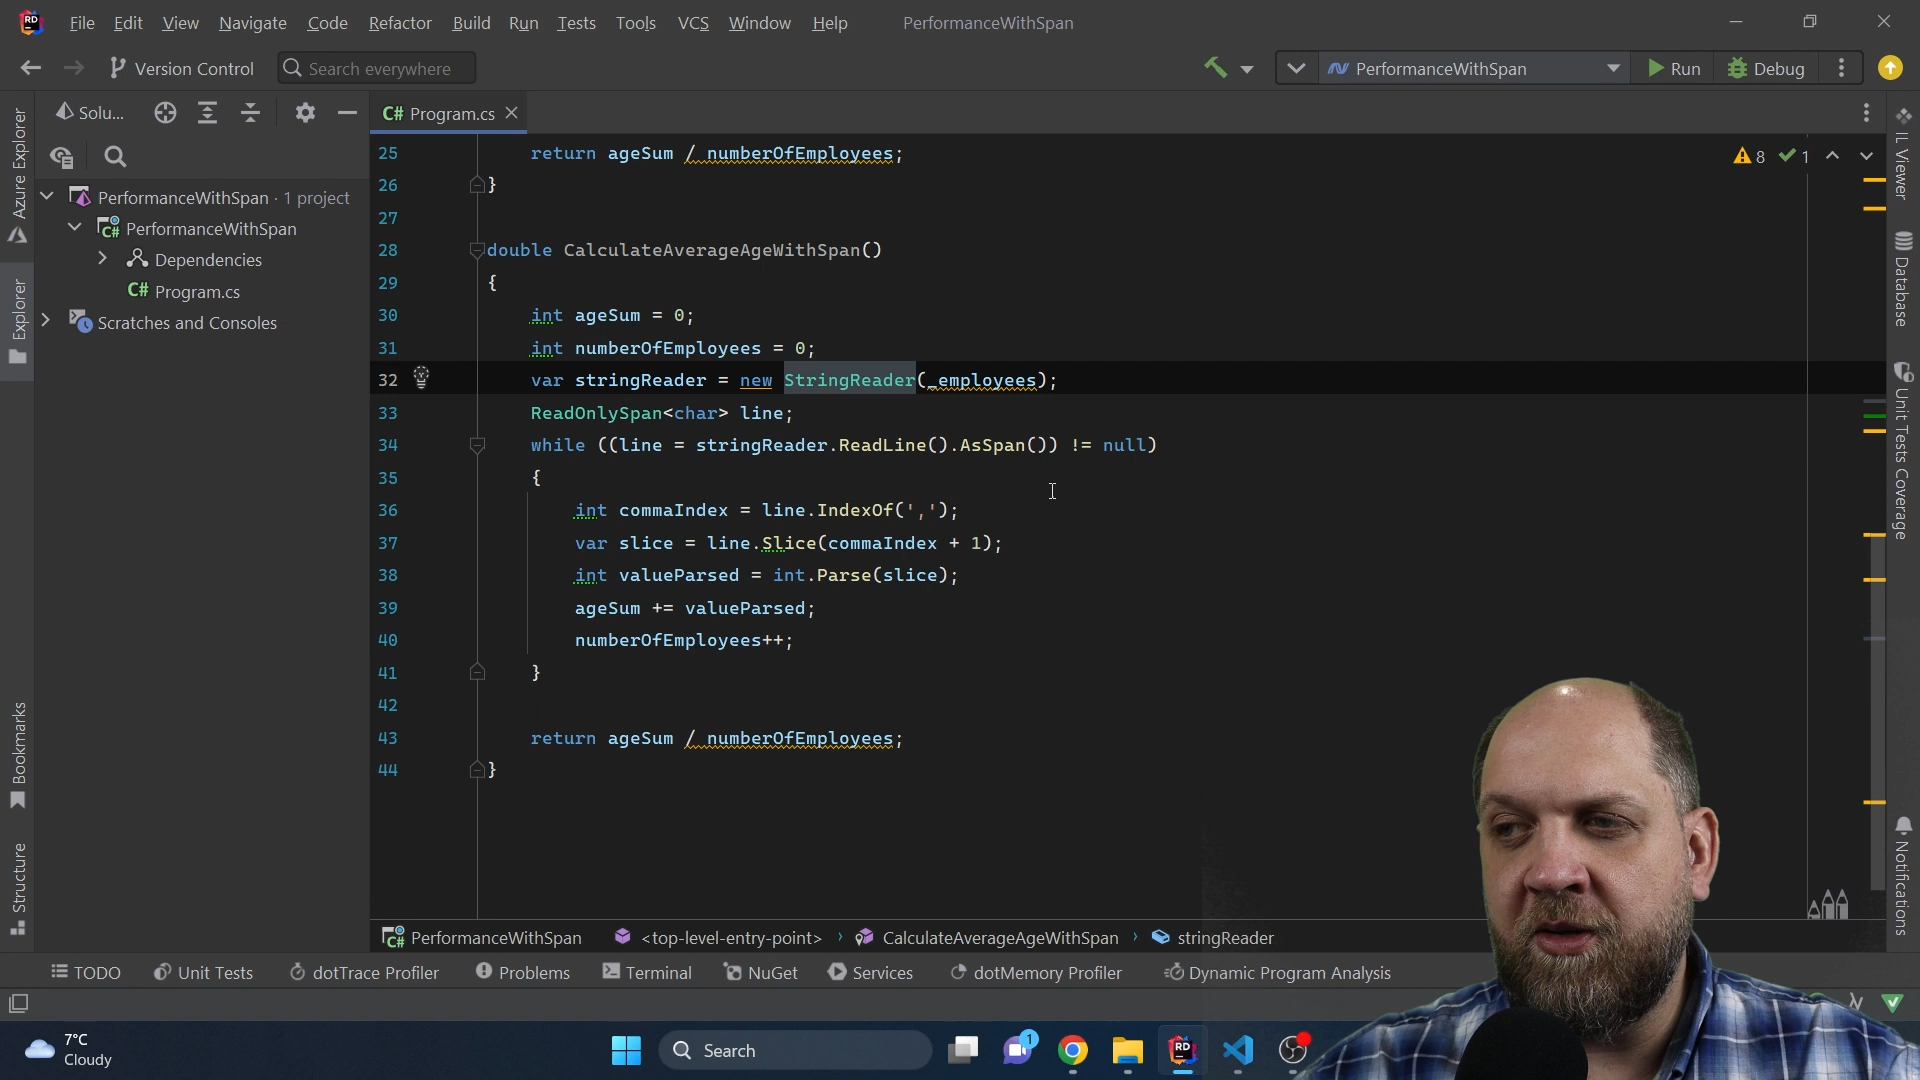 File Edit View Navigate Code Refactor Build Run Tests Tools VCS Window Help PerformanceWithSpan
Version Control Search everywhere PerformanceWithSpan Run Debug
Solu... C# Program.cs
25 return ageSum / numberOfEmployees; 8 1
26 }
27
28 double CalculateAverageAgeWithSpan()
29 {
30 int ageSum = 0;
31 int numberOfEmployees = 0;
32 var stringReader = new StringReader(_employees);
33 ReadOnlySpan<char> line;
34 while ((line = stringReader.ReadLine().AsSpan()) != null)
35 {
36 int commaIndex = line.IndexOf(',');
37 var slice = line.Slice(commaIndex + 1);
38 int valueParsed = int.Parse(slice);
39 ageSum += valueParsed;
40 numberOfEmployees++;
41 }
42
43 return ageSum / numberOfEmployees;
44 }
PerformanceWithSpan · 1 project
C# PerformanceWithSpan
Dependencies
C# Program.cs
Scratches and Consoles
Azure Explorer
Explorer
Bookmarks
Structure
IL Viewer
Database
Unit Tests Coverage
Notifications
C# PerformanceWithSpan <top-level-entry-point> CalculateAverageAgeWithSpan stringReader
TODO Unit Tests dotTrace Profiler Problems Terminal NuGet Services dotMemory Profiler Dynamic Program Analysis
7°C
Cloudy
Search
1
RD
RD